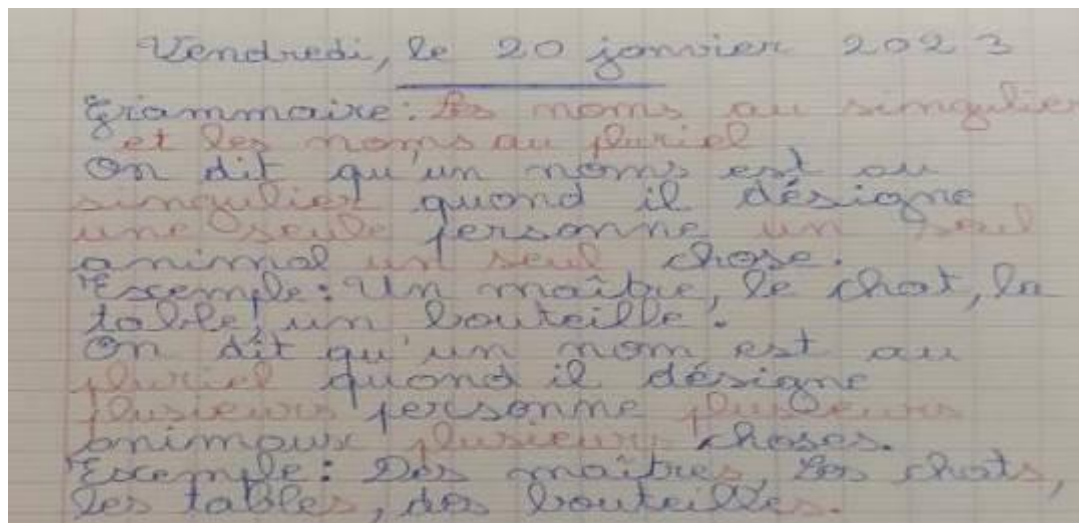 Vendredi, le 20 janvier 2023
Grammaire: Les noms au singulier
et les noms au pluriel
On dit qu'un noms est au
singulier quand il désigne
une seule personne un seul
animal un seul chose.
Exemple: Un maître, le chat, la
table, un bouteille.
On dit qu'un nom est au
pluriel quand il désigne
plusieurs personne plusieurs
animaux plusieurs choses.
Exemple: Des maîtres, Les chats,
les tables, des bouteilles.